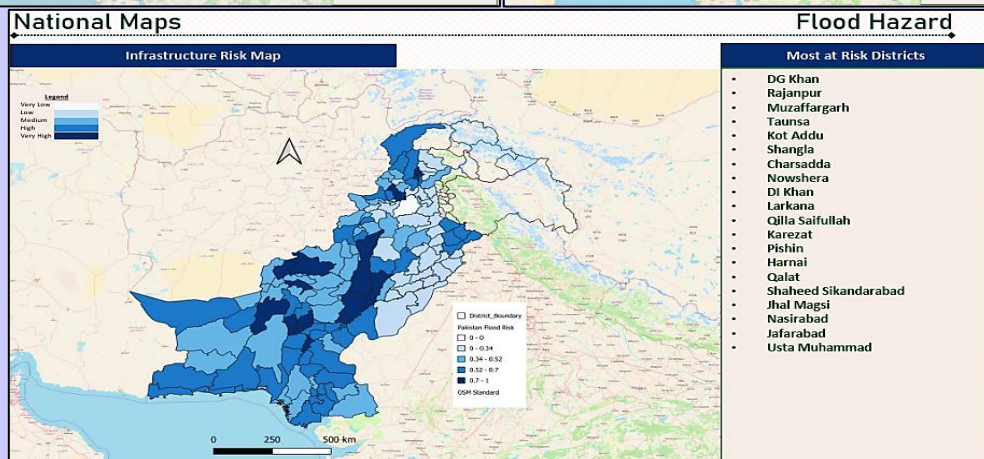 National Maps
Flood Hazard
Infrastructure Risk Map
Legend
Very Low
Low
Medium
High
Very High
District_Boundary
Pakistan Flood Risk
0 - 0
0 - 0.34
0.34 - 0.52
0.52 - 0.7
0.7 - 1
OSM Standard
0 250 500 km
Most at Risk Districts
• DG Khan
• Rajanpur
• Muzaffargarh
• Taunsa
• Kot Addu
• Shangla
• Charsadda
• Nowshera
• DI Khan
• Larkana
• Qilla Saifullah
• Karezat
• Pishin
• Harnai
• Qalat
• Shaheed Sikandarabad
• Jhal Magsi
• Nasirabad
• Jafarabad
• Usta Muhammad